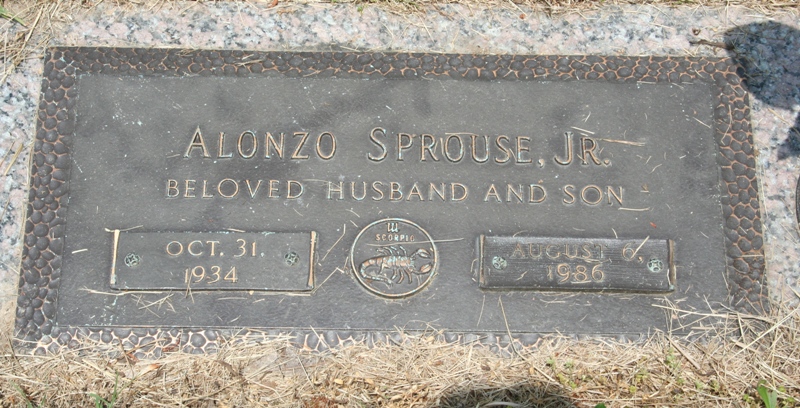 ALONZO SPROUSE, JR.
BELOVED HUSBAND AND SON
OCT. 31,
1934
SCORPIO
AUGUST 6,
1986